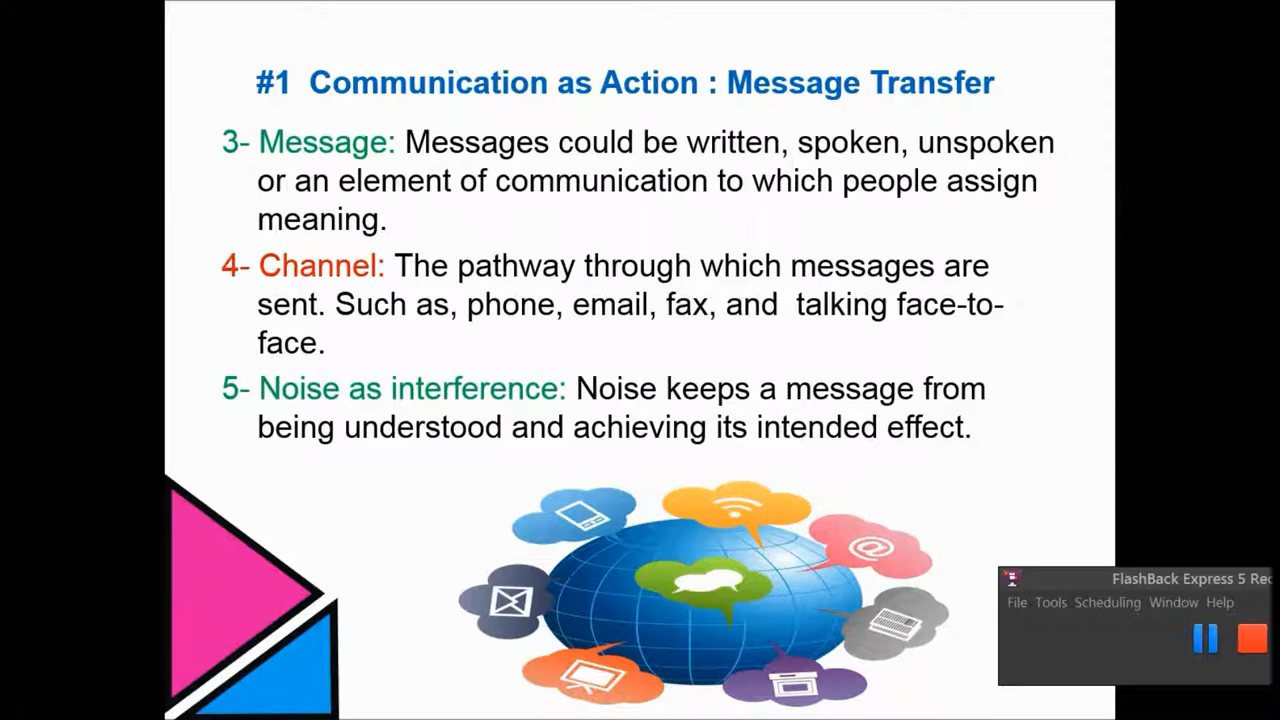 #1 Communication as Action : Message Transfer
3- Message: Messages could be written, spoken, unspoken
or an element of communication to which people assign
meaning.
4- Channel: The pathway through which messages are
sent. Such as, phone, email, fax, and talking face-to-
face.
5- Noise as interference: Noise keeps a message from
being understood and achieving its intended effect.
@
FlashBack Express 5 Rec
File Tools Scheduling Window Help